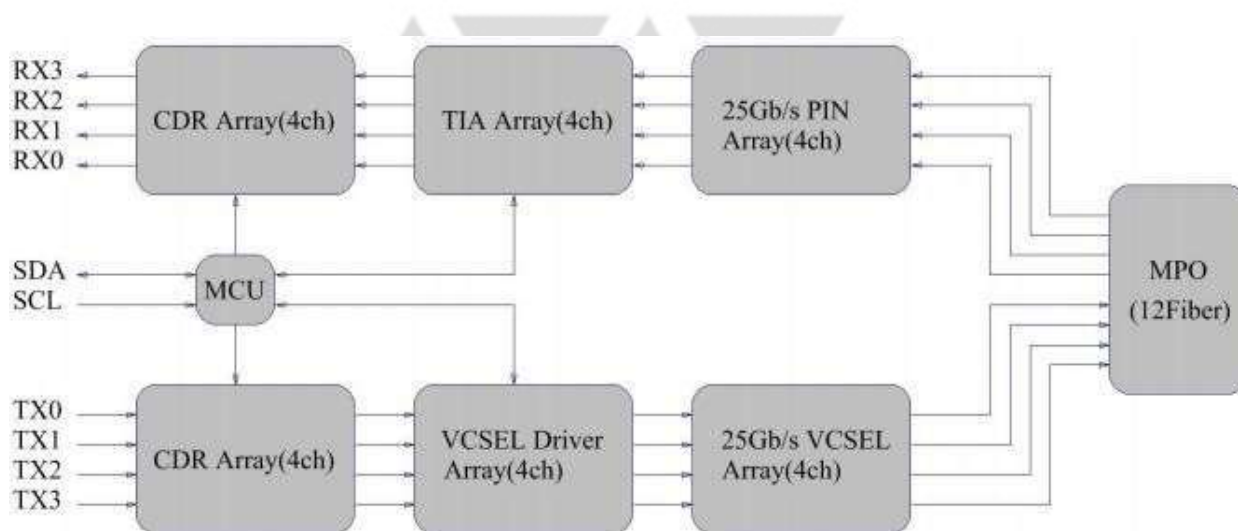 RX3
RX2
RX1
RX0
CDR Array(4ch)
TIA Array(4ch)
25Gb/s PIN
Array(4ch)
SDA
SCL
MCU
MPO
(12Fiber)
TX0
TX1
TX2
TX3
CDR Array(4ch)
VCSEL Driver
Array(4ch)
25Gb/s VCSEL
Array(4ch)